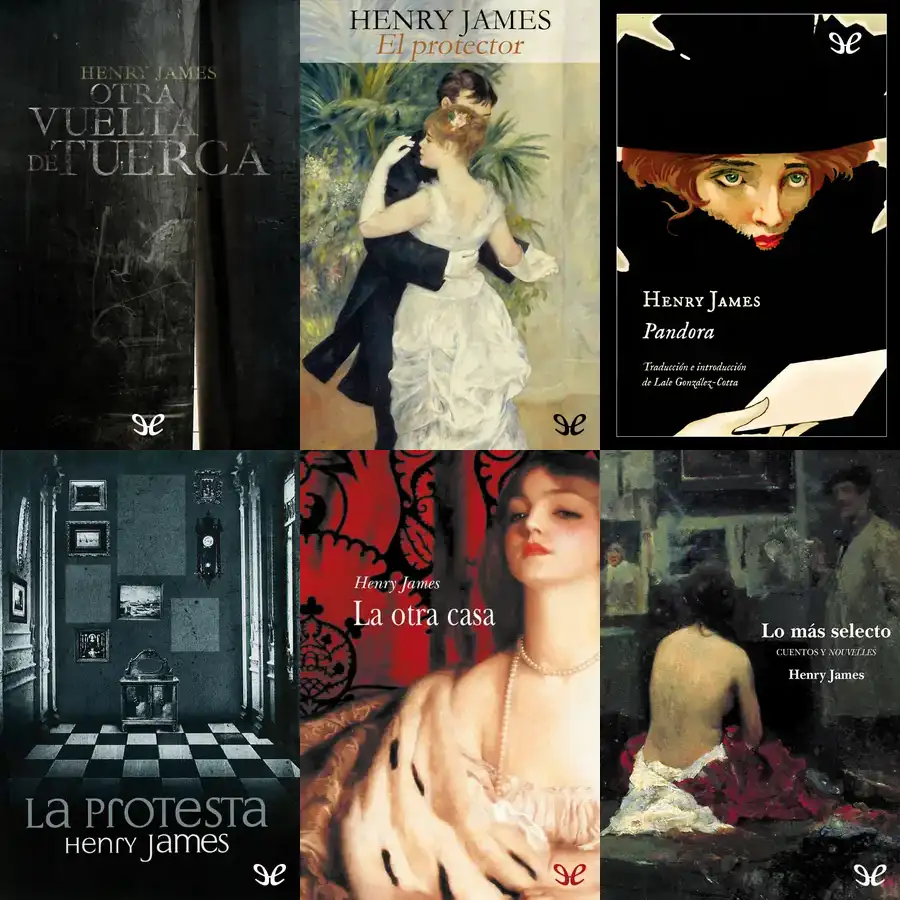 HENRY JAMES
OTRA
VUELTA
DE TUERCA
HENRY JAMES
El protector
HENRY JAMES
Pandora
Traducción e introducción
de Lale González-Cotta
LA PROTESTA
HENRY JAMES
Henry James
La otra casa
Lo más selecto
CUENTOS Y NOUVELLES
Henry James